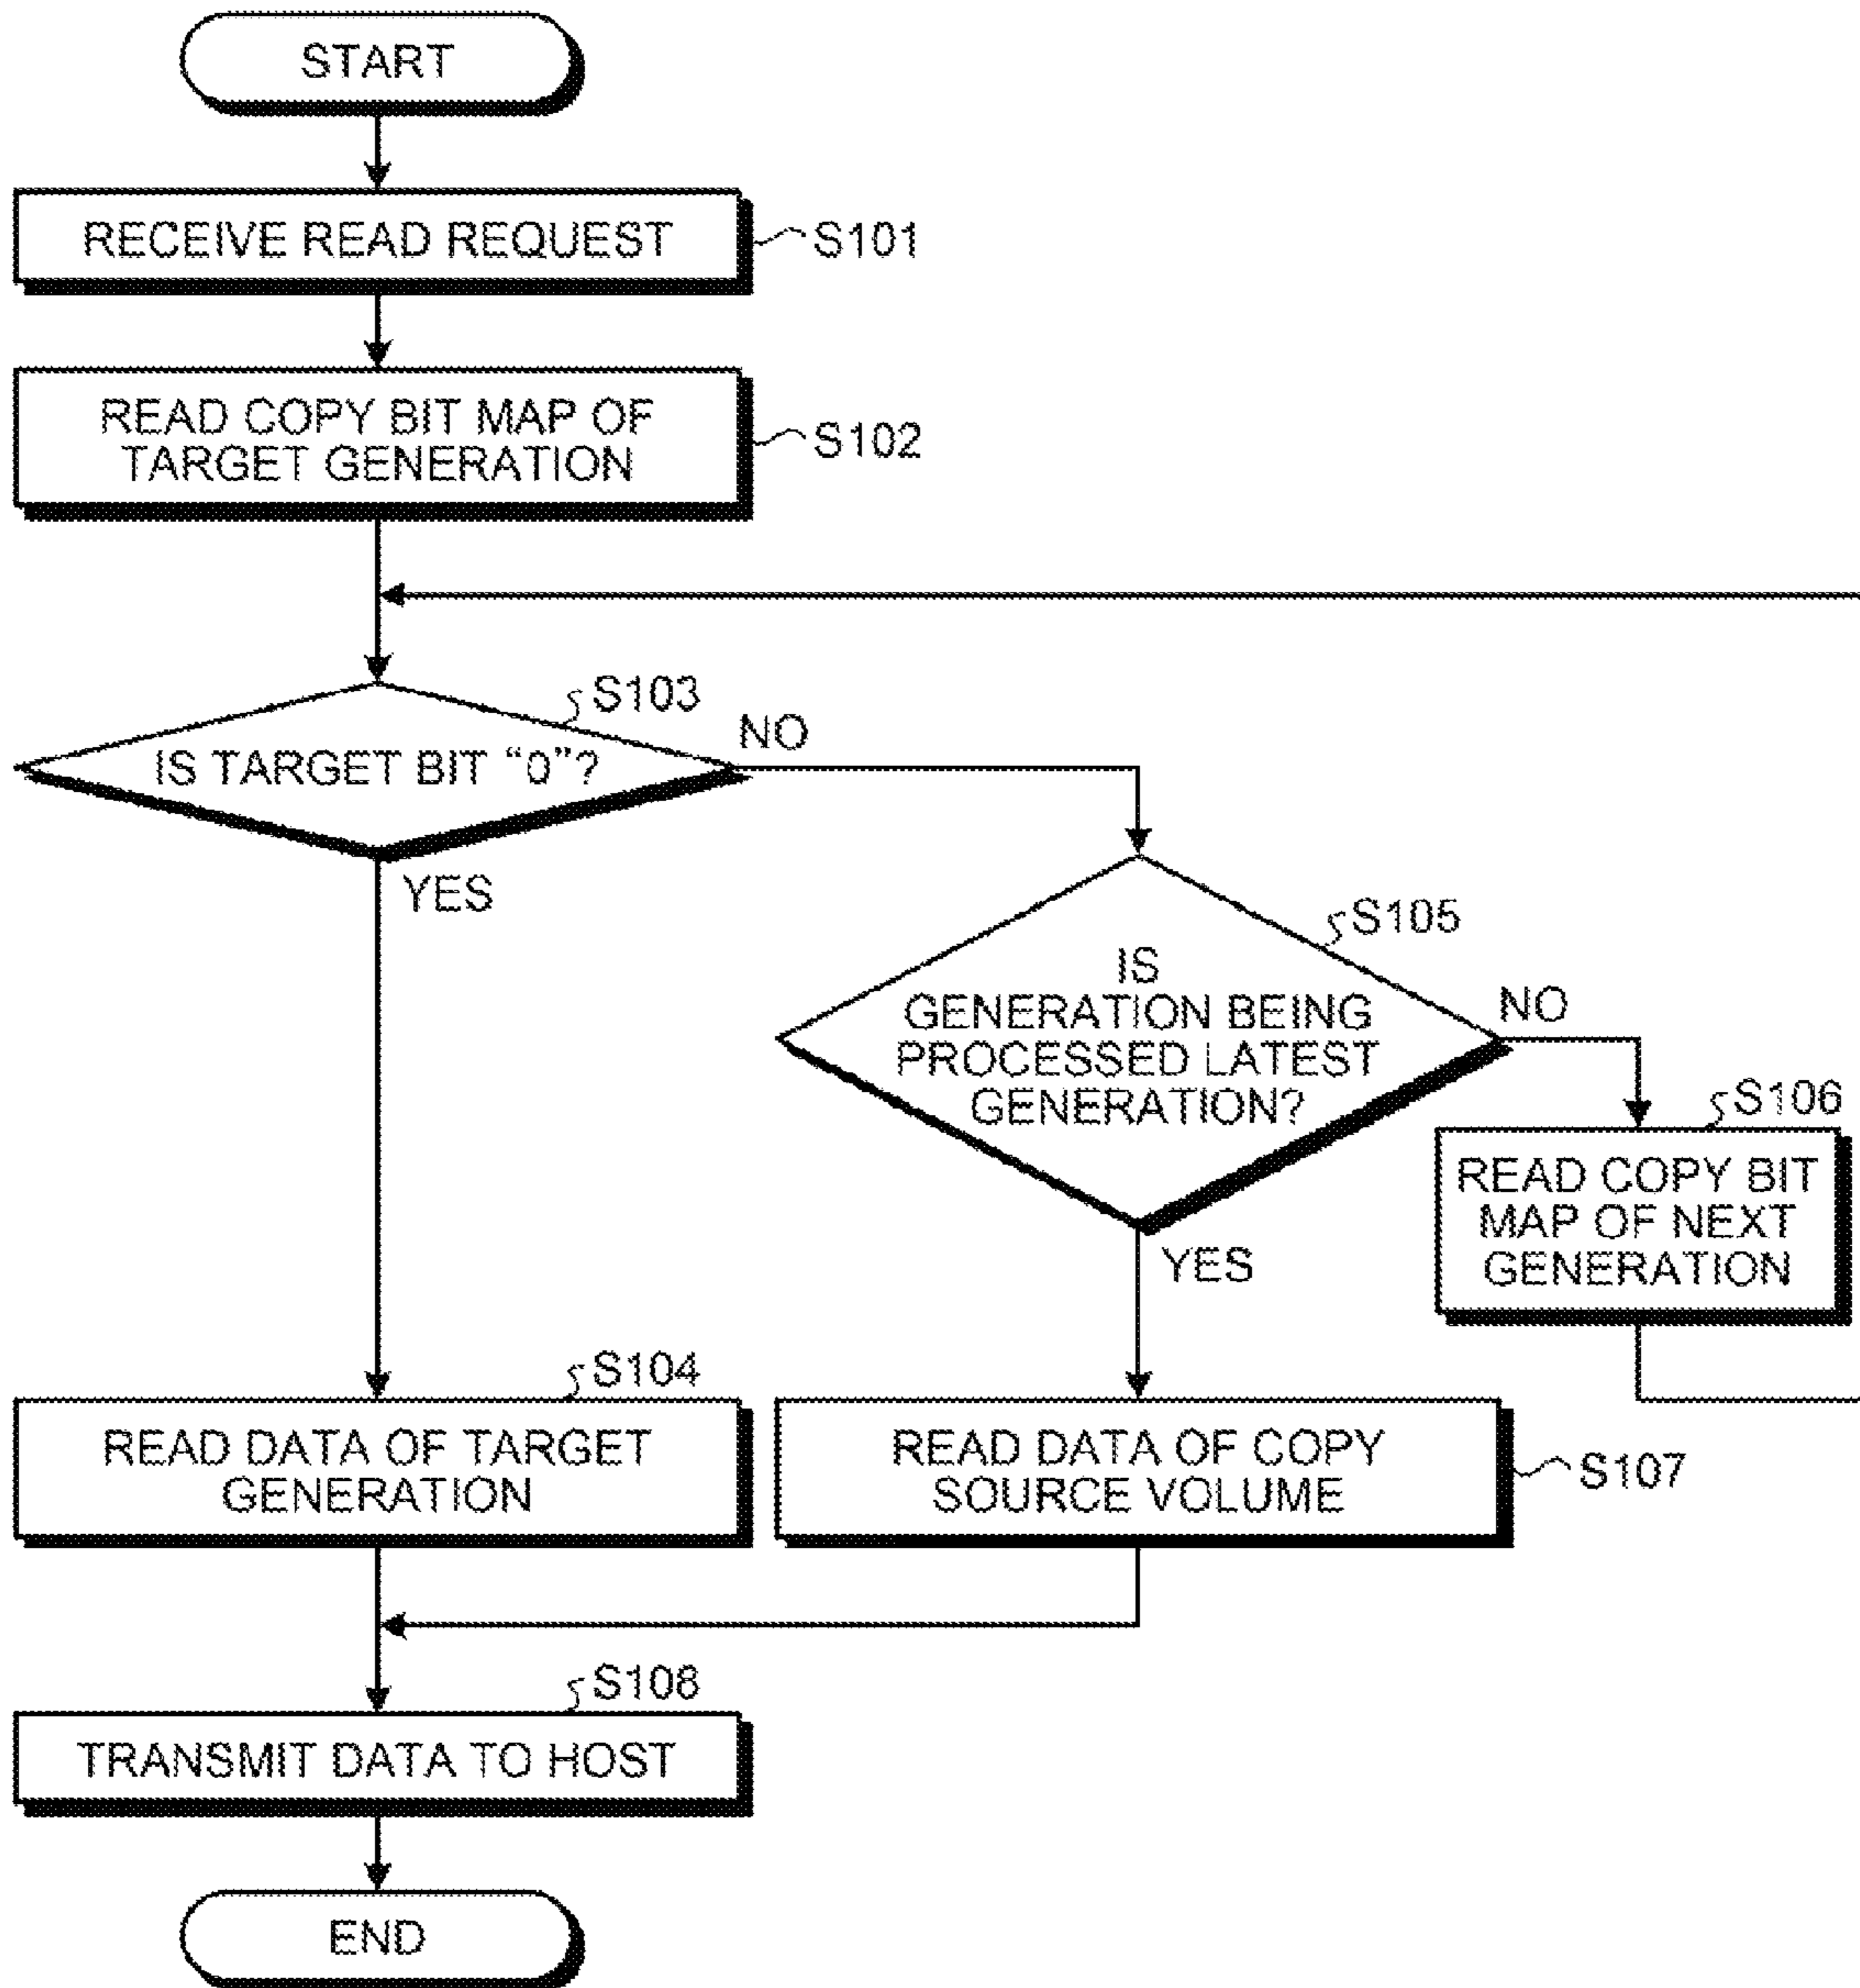 START
RECEIVE READ REQUEST
S101
READ COPY BIT MAP OF
TARGET GENERATION
S102
S103
IS TARGET BIT “0”?
NO
YES
S105
IS
GENERATION BEING
PROCESSED LATEST
GENERATION?
NO
YES
S106
READ COPY BIT
MAP OF NEXT
GENERATION
S104
READ DATA OF TARGET
GENERATION
READ DATA OF COPY
SOURCE VOLUME
S107
S108
TRANSMIT DATA TO HOST
END